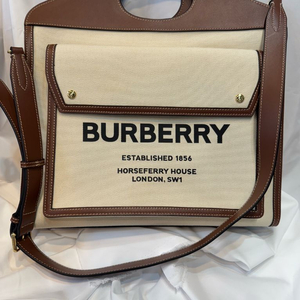 BURBERRY
ESTABLISHED 1856
HORSEFERRY HOUSE
LONDON, SW1